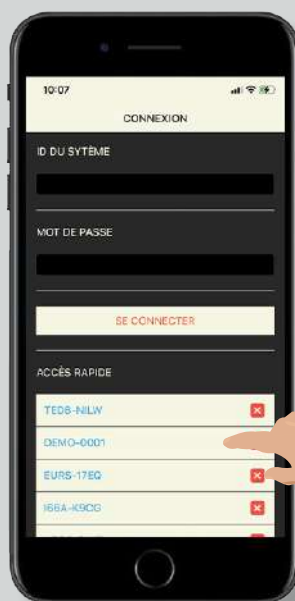 10:07
CONNEXION
ID DU SYTÈME
MOT DE PASSE
SE CONNECTER
ACCÈS RAPIDE
TED8-NILW
DEMO-0001
EURS-17EQ
I66A-K9CG